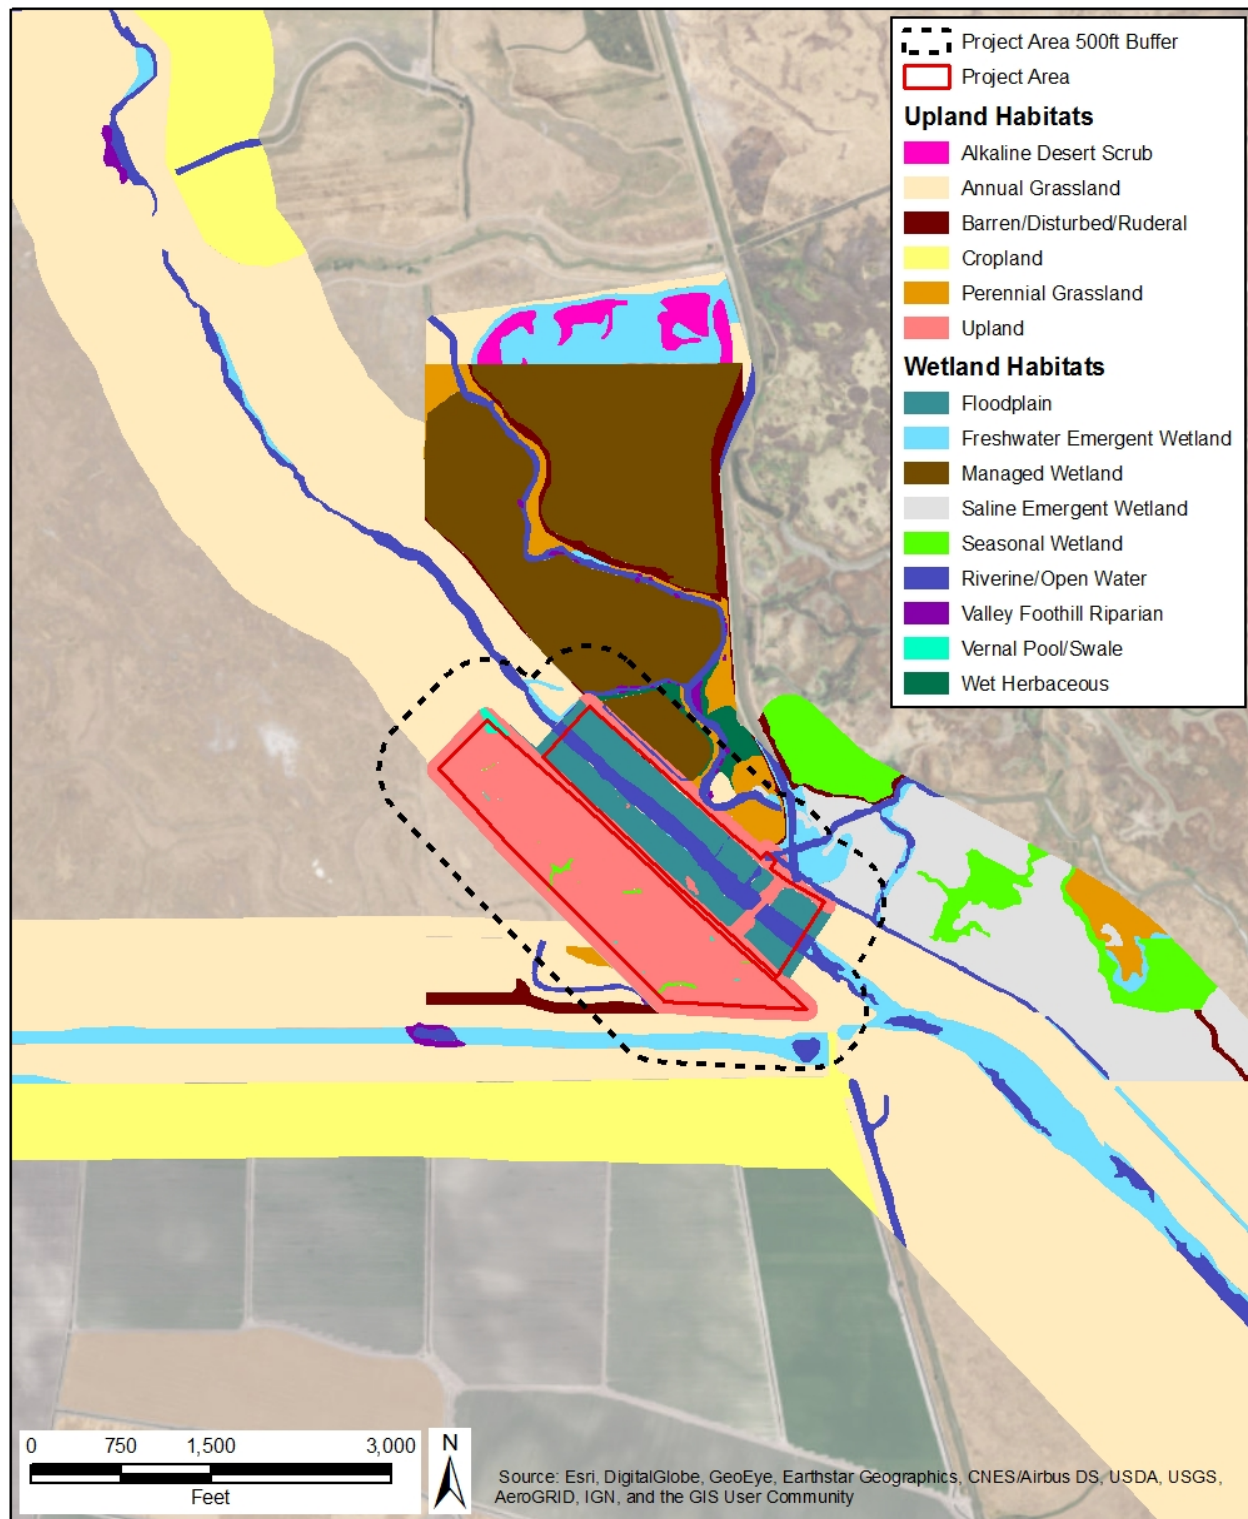 Project Area 500ft Buffer
Project Area
Upland Habitats
Alkaline Desert Scrub
Annual Grassland
Barren/Disturbed/Ruderal
Cropland
Perennial Grassland
Upland
Wetland Habitats
Floodplain
Freshwater Emergent Wetland
Managed Wetland
Saline Emergent Wetland
Seasonal Wetland
Riverine/Open Water
Valley Foothill Riparian
Vernal Pool/Swale
Wet Herbaceous
0 750 1,500 3,000
Feet
N
Source: Esri, DigitalGlobe, GeoEye, Earthstar Geographics, CNES/Airbus DS, USDA, USGS,
AeroGRID, IGN, and the GIS User Community